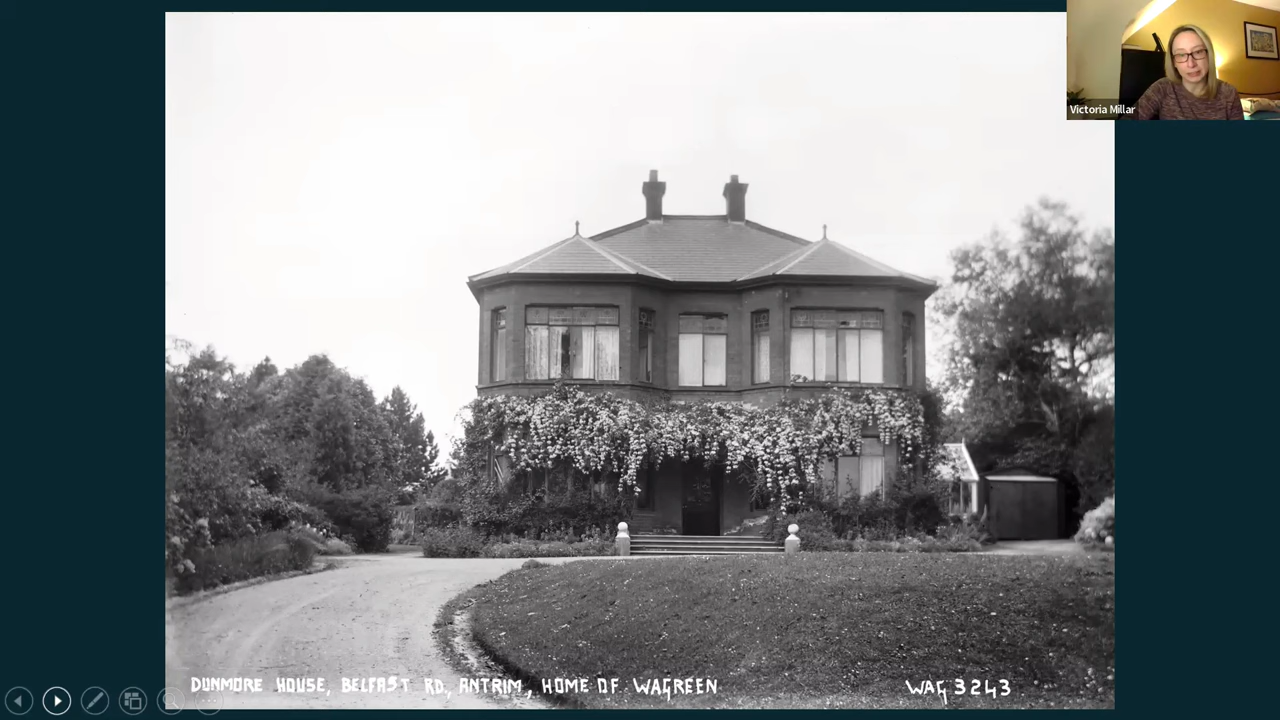 Victoria Millar
DUNMORE HOUSE, BELFAST RD., ANTRIM, HOME OF WAGREEN
WAG 3243